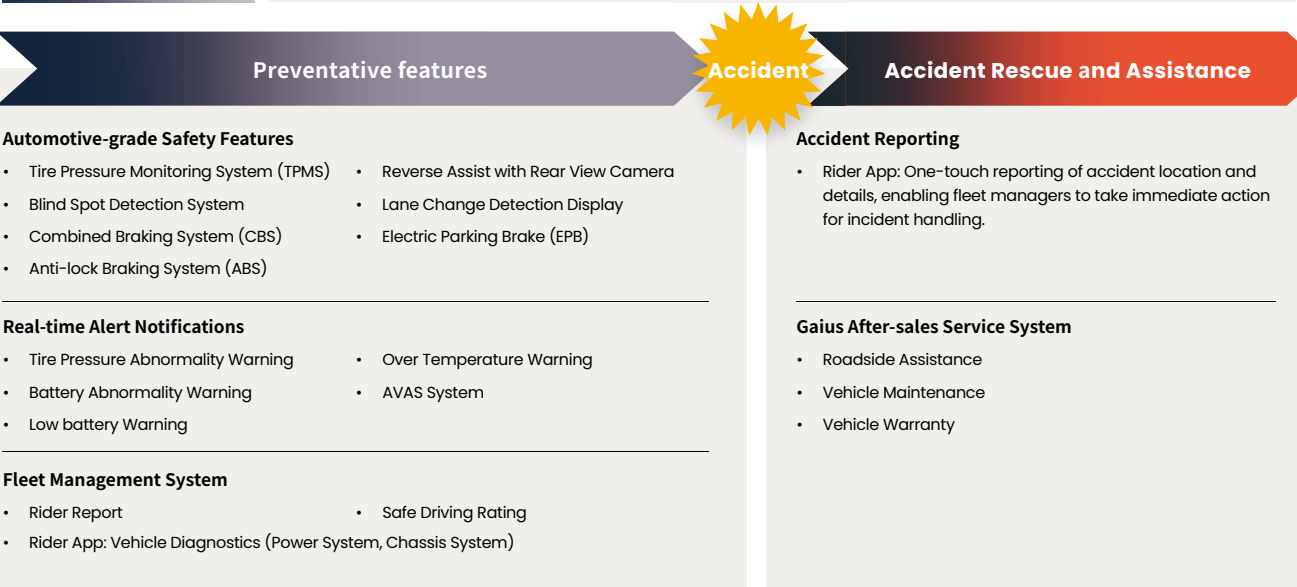 Preventative features
Accident
Accident Rescue and Assistance
Automotive-grade Safety Features
• Tire Pressure Monitoring System (TPMS)
• Blind Spot Detection System
• Combined Braking System (CBS)
• Anti-lock Braking System (ABS)
• Reverse Assist with Rear View Camera
• Lane Change Detection Display
• Electric Parking Brake (EPB)
Real-time Alert Notifications
• Tire Pressure Abnormality Warning
• Battery Abnormality Warning
• Low battery Warning
• Over Temperature Warning
• AVAS System
Fleet Management System
• Rider Report
• Safe Driving Rating
• Rider App: Vehicle Diagnostics (Power System, Chassis System)
Accident Reporting
• Rider App: One-touch reporting of accident location and
details, enabling fleet managers to take immediate action
for incident handling.
Gaius After-sales Service System
• Roadside Assistance
• Vehicle Maintenance
• Vehicle Warranty